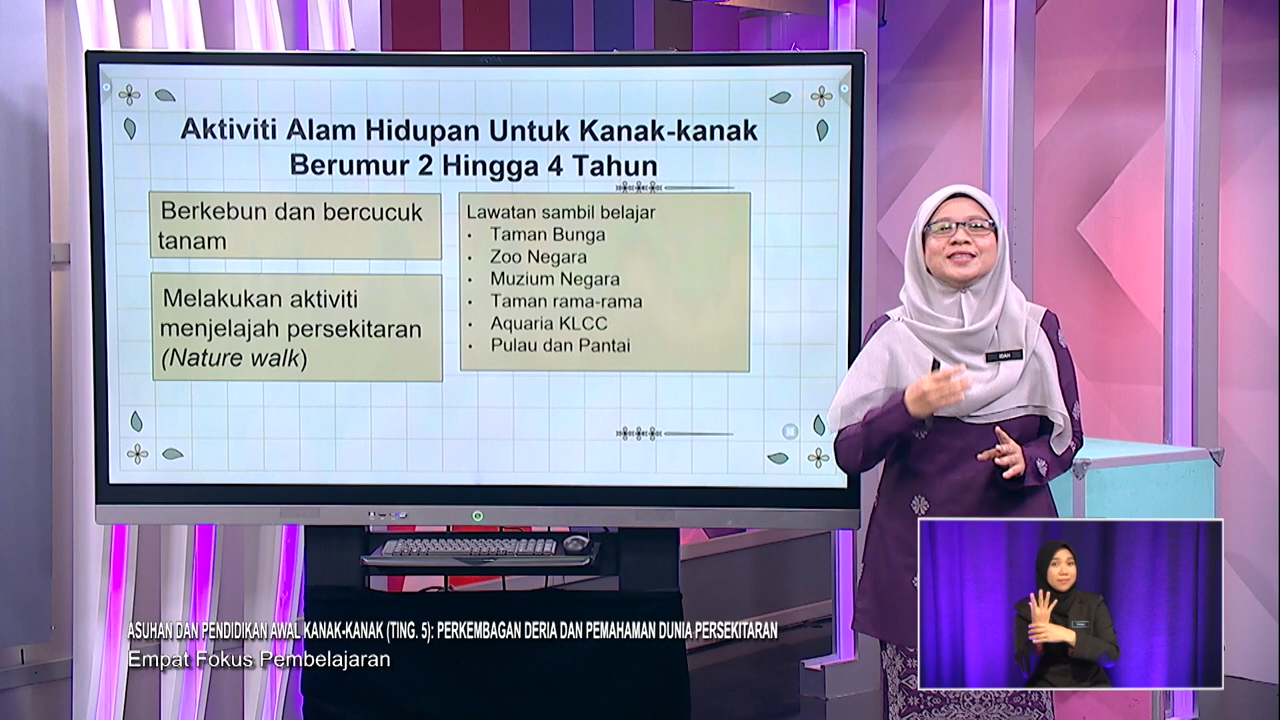 Aktiviti Alam Hidupan Untuk Kanak-kanak
Berumur 2 Hingga 4 Tahun
Berkebun dan bercucuk
tanam
Melakukan aktiviti
menjelajah persekitaran
(Nature walk)
Lawatan sambil belajar
• Taman Bunga
• Zoo Negara
• Muzium Negara
• Taman rama-rama
• Aquaria KLCC
• Pulau dan Pantai
IDAH
ASUHAN DAN PENDIDIKAN AWAL KANAK-KANAK (TING. 5): PERKEMBAGAN DERIA DAN PEMAHAMAN DUNIA PERSEKITARAN
Empat Fokus Pembelajaran